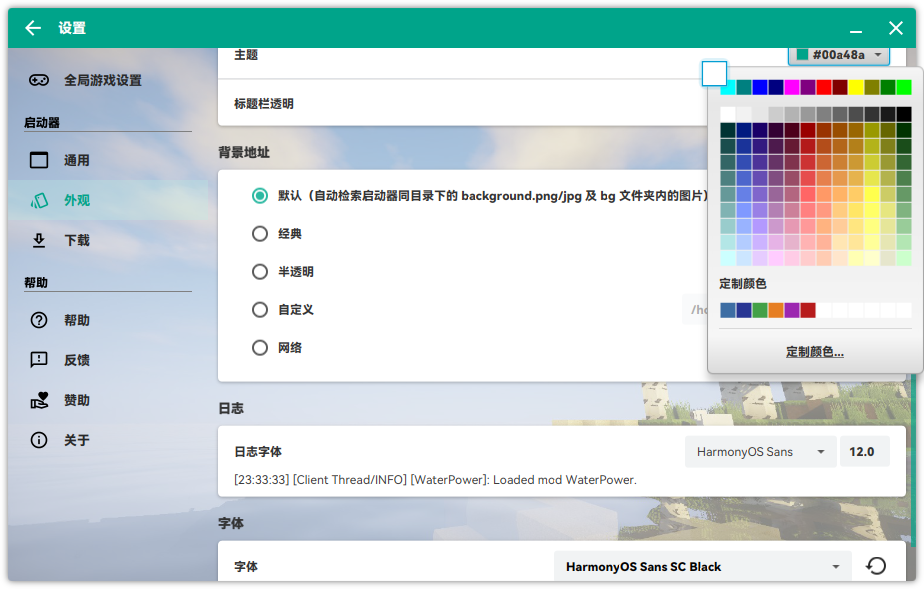 设置
全局游戏设置
启动器
通用
外观
下载
帮助
帮助
反馈
赞助
关于
主题
#00a48a
标题栏透明
背景地址
默认（自动检索启动器同目录下的 background.png/jpg 及 bg 文件夹内的图片）
经典
半透明
自定义
/ho
网络
定制颜色
定制颜色...
日志
日志字体
HarmonyOS Sans
12.0
[23:33:33] [Client Thread/INFO] [WaterPower]: Loaded mod WaterPower.
字体
字体
HarmonyOS Sans SC Black